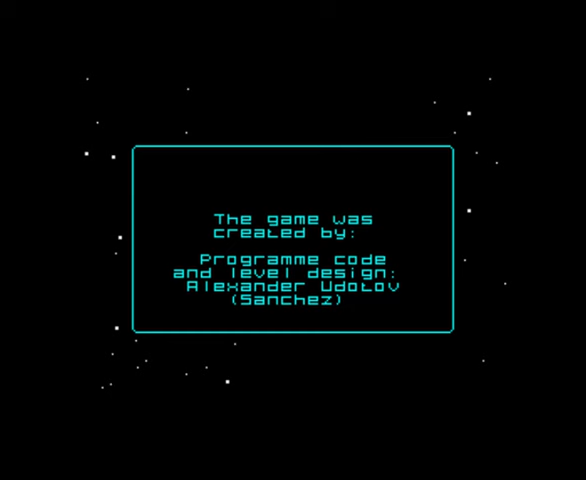 The game was
created by:
Programme code
and level design:
Alexander Udotov
(Sanchez)